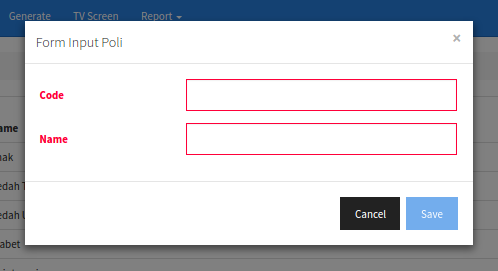 Generate TV Screen Report
Form Input Poli ×
Code
Name
Cancel Save